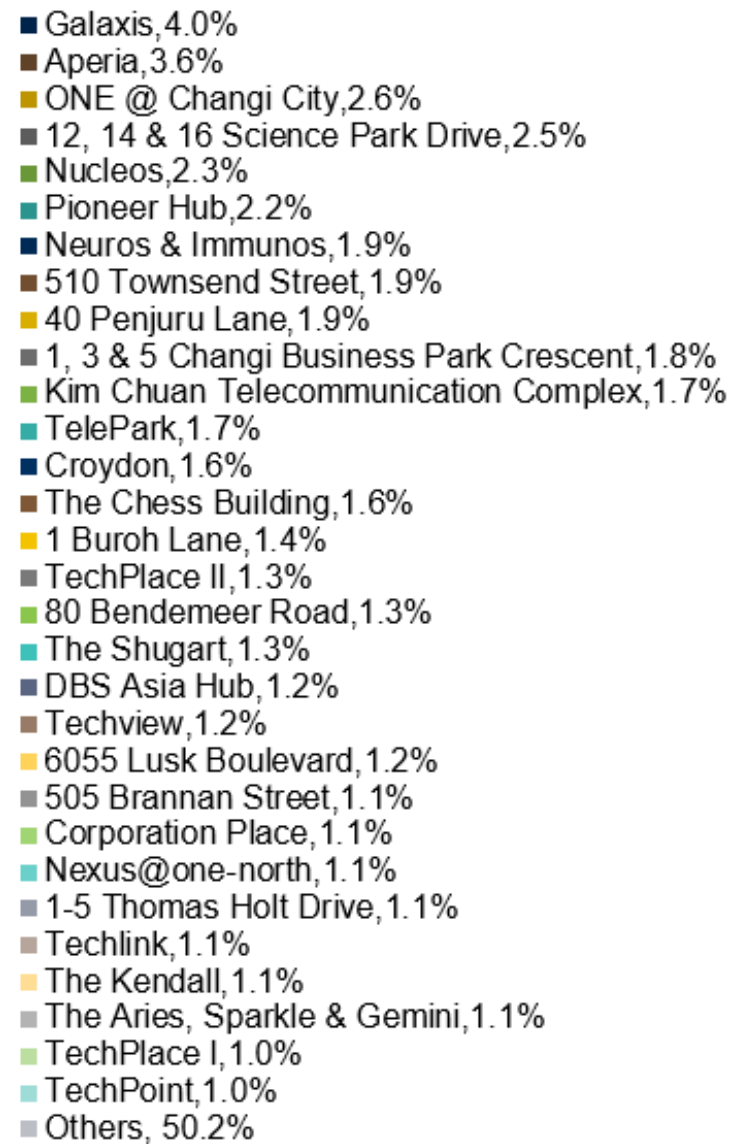 Galaxis,4.0%
Aperia,3.6%
ONE @ Changi City,2.6%
12, 14 & 16 Science Park Drive,2.5%
Nucleos,2.3%
Pioneer Hub,2.2%
Neuros & Immunos,1.9%
510 Townsend Street,1.9%
40 Penjuru Lane,1.9%
1, 3 & 5 Changi Business Park Crescent,1.8%
Kim Chuan Telecommunication Complex,1.7%
TelePark,1.7%
Croydon,1.6%
The Chess Building,1.6%
1 Buroh Lane,1.4%
TechPlace II,1.3%
80 Bendemeer Road,1.3%
The Shugart,1.3%
DBS Asia Hub,1.2%
Techview,1.2%
6055 Lusk Boulevard,1.2%
505 Brannan Street,1.1%
Corporation Place,1.1%
Nexus@one-north,1.1%
1-5 Thomas Holt Drive,1.1%
Techlink,1.1%
The Kendall,1.1%
The Aries, Sparkle & Gemini,1.1%
TechPlace I,1.0%
TechPoint,1.0%
Others, 50.2%